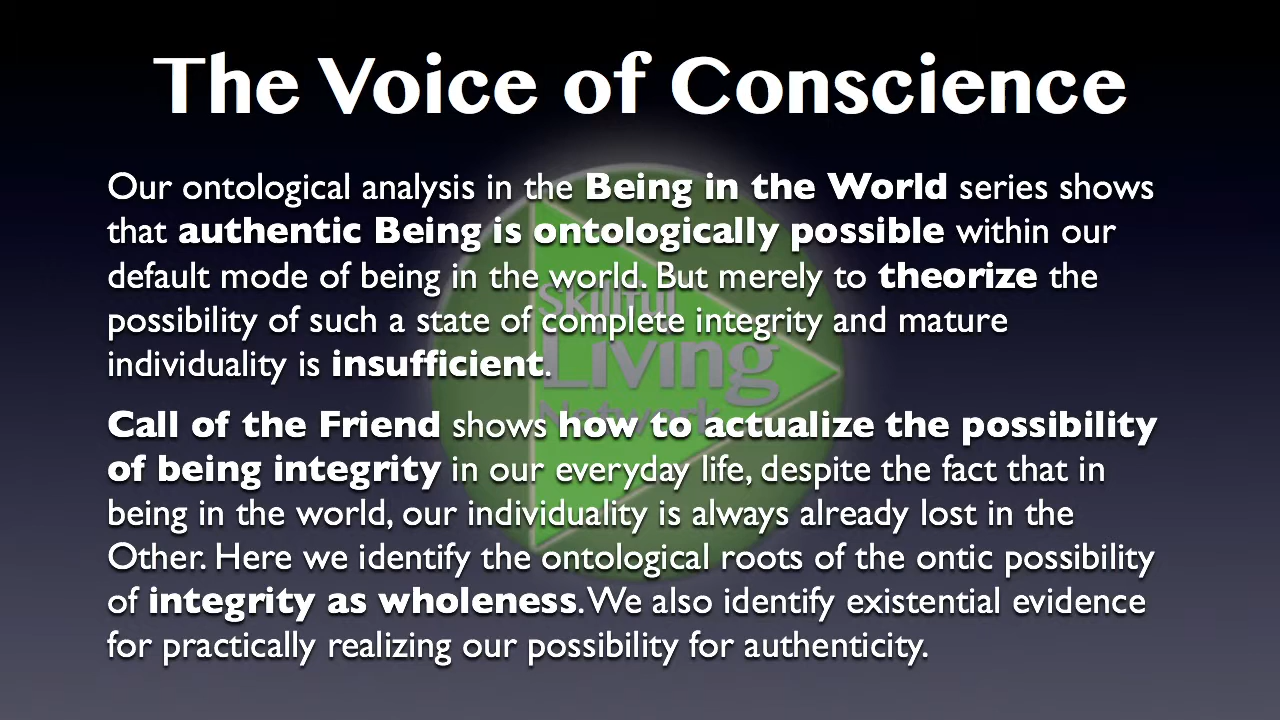 The Voice of Conscience
Our ontological analysis in the Being in the World series shows
that authentic Being is ontologically possible within our
default mode of being in the world. But merely to theorize the
possibility of such a state of complete integrity and mature
individuality is insufficient.
Call of the Friend shows how to actualize the possibility
of being integrity in our everyday life, despite the fact that in
being in the world, our individuality is always already lost in the
Other. Here we identify the ontological roots of the ontic possibility
of integrity as wholeness. We also identify existential evidence
for practically realizing our possibility for authenticity.
Skillful
Living
Network